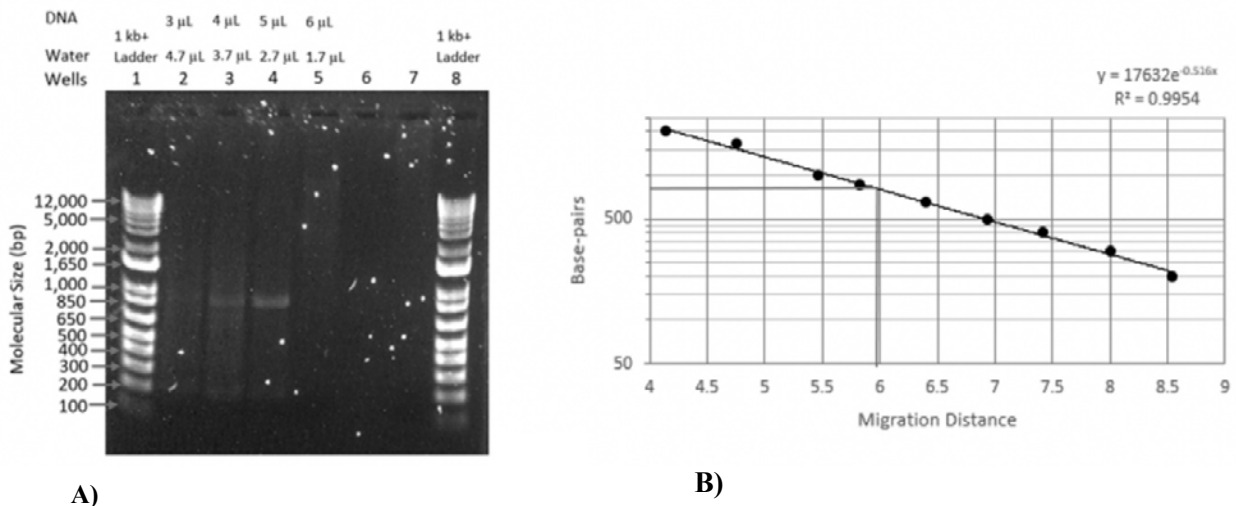 DNA 3 µL 4 µL 5 µL 6 µL
1 kb+ 1 kb+
Water Ladder 4.7 µL 3.7 µL 2.7 µL 1.7 µL Ladder
Wells 1 2 3 4 5 6 7 8
Molecular Size (bp)
12,000
5,000
2,000
1,650
1,000
850
650
500
400
300
200
100
A)
y = 17632e^-0.516x
R² = 0.9954
Base-pairs
500
50
4 4.5 5 5.5 6 6.5 7 7.5 8 8.5 9
Migration Distance
B)